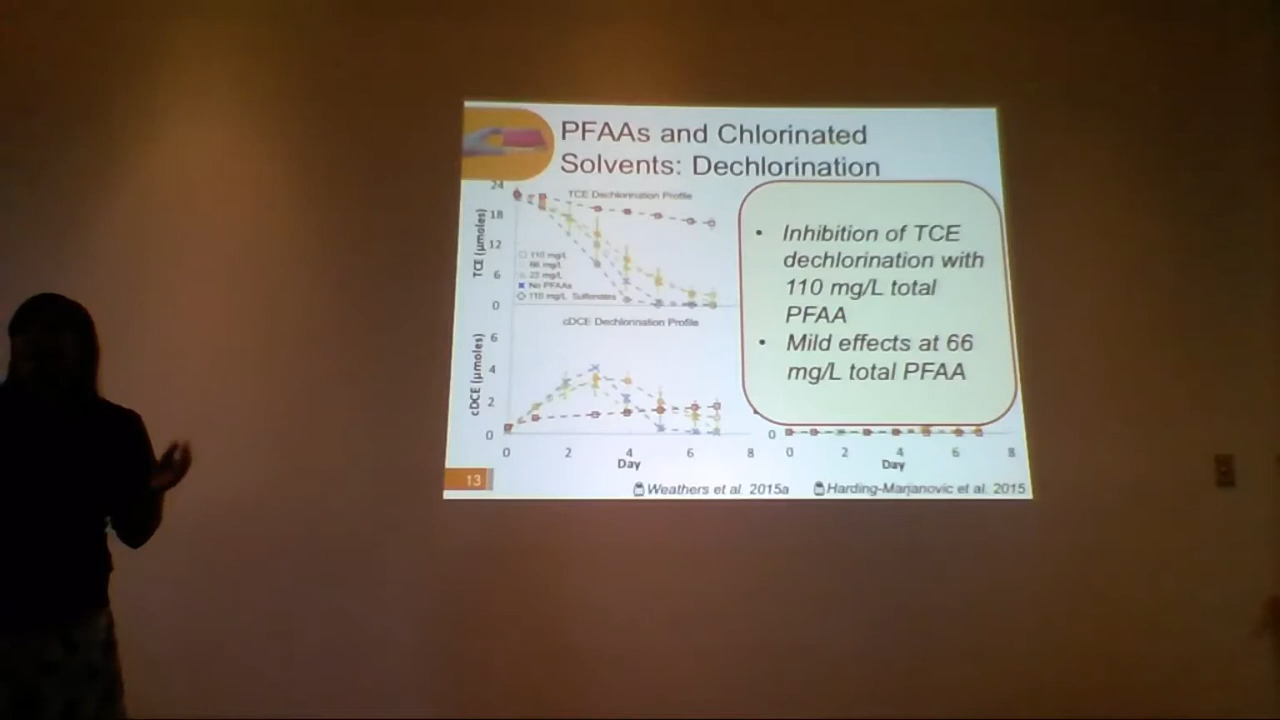 PFAAs and Chlorinated
Solvents: Dechlorination
TCE Dechlorination Profile
24
18
12
6
0
TCE (µmoles)
110 mg/L
66 mg/L
22 mg/L
No PFAAs
110 mg/L Sulfonates
cDCE Dechlorination Profile
6
4
2
0
cDCE (µmoles)
0 2 4 6 8
Day
• Inhibition of TCE
dechlorination with
110 mg/L total
PFAA
• Mild effects at 66
mg/L total PFAA
0
0 2 4 6 8
Day
13
Weathers et al. 2015a
Harding-Marjanovic et al. 2015